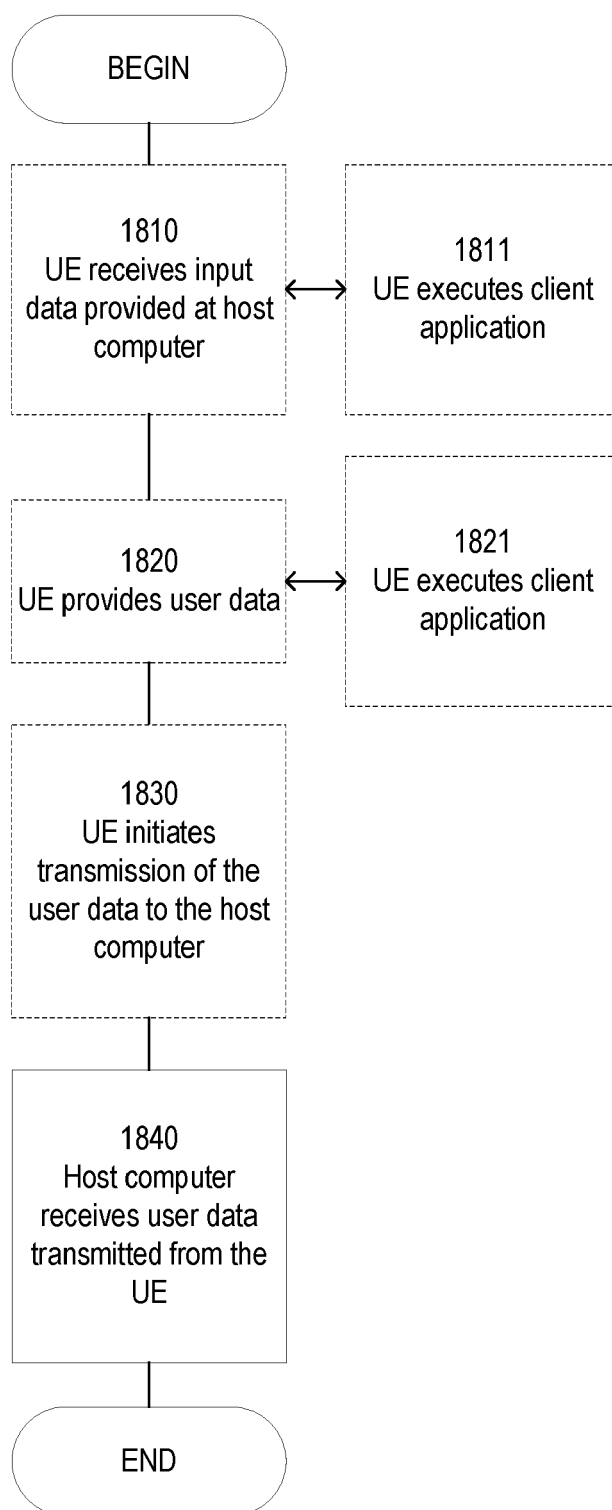 BEGIN
1810
UE receives input
data provided at host
computer
1811
UE executes client
application
1820
UE provides user data
1821
UE executes client
application
1830
UE initiates
transmission of the
user data to the host
computer
1840
Host computer
receives user data
transmitted from the
UE
END